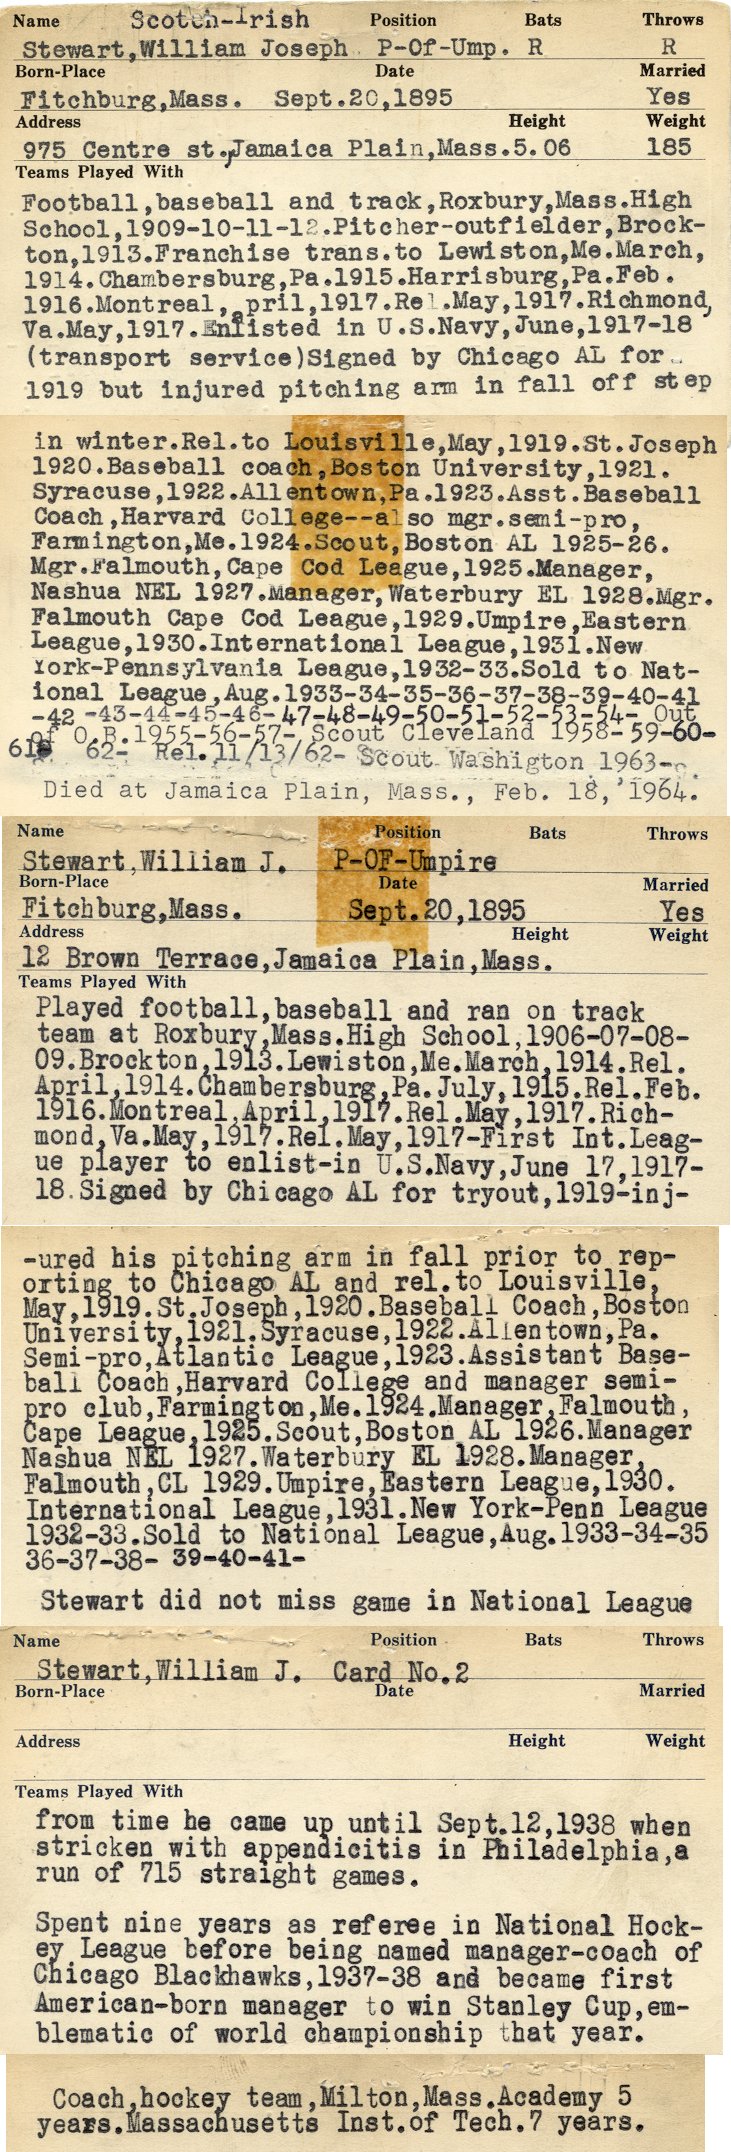 Name Scotch-Irish Position Bats Throws
Stewart,William Joseph P-Of-Ump. R R
Born-Place Date Married
Fitchburg,Mass. Sept.20,1895 Yes
Address Height Weight
975 Centre st.,Jamaica Plain,Mass.5.06 185
Teams Played With
Football,baseball and track,Roxbury,Mass.High
School,1909-10-11-12.Pitcher-outfielder,Brock-
ton,1913.Franchise trans.to Lewiston,Me.March,
1914.Chambersburg,Pa.1915.Harrisburg,Pa.Feb.
1916.Montreal,april,1917.Rel.May,1917.Richmond,
Va.May,1917.Enlisted in U.S.Navy,June,1917-18
(transport service)Signed by Chicago AL for
1919 but injured pitching arm in fall off step
in winter.Rel.to Louisville,May,1919.St.Joseph
1920.Baseball coach,Boston University,1921.
Syracuse,1922.Allentown,Pa.1923.Asst.Baseball
Coach,Harvard College--also mgr.semi-pro,
Farmington,Me.1924.Scout,Boston AL 1925-26.
Mgr.Falmouth,Cape Cod League,1925.Manager,
Nashua NEL 1927.Manager,Waterbury EL 1928.Mgr.
Falmouth Cape Cod League,1929.Umpire,Eastern
League,1930.International League,1931.New
York-Pennsylvania League,1932-33.Sold to Nat-
ional League,Aug.1933-34-35-36-37-38-39-40-41
-42 -43-44-45-46-47-48-49-50-51-52-53-54- Out
of O.B.1955-56-57- Scout Cleveland 1958-59-60-
61 62- Rel.11/13/62- Scout Washigton 1963-
Died at Jamaica Plain, Mass., Feb. 18, 1964.
Name Position Bats Throws
Stewart,William J. P-OF-Umpire
Born-Place Date Married
Fitchburg,Mass. Sept.20,1895 Yes
Address Height Weight
12 Brown Terrace,Jamaica Plain,Mass.
Teams Played With
Played football,baseball and ran on track
team at Roxbury,Mass.High School,1906-07-08-
09.Brockton,1913.Lewiston,Me.March,1914.Rel.
April,1914.Chambersburg,Pa.July,1915.Rel.Feb.
1916.Montreal,April,1917.Rel.May,1917.Rich-
mond,Va.May,1917.Rel.May,1917-First Int.Leag-
ue player to enlist-in U.S.Navy,June 17,1917-
18.Signed by Chicago AL for tryout,1919-inj-
-ured his pitching arm in fall prior to rep-
orting to Chicago AL and rel.to Louisville,
May,1919.St.Joseph,1920.Baseball Coach,Boston
University,1921.Syracuse,1922.Allentown,Pa.
Semi-pro,Atlantic League,1923.Assistant Base-
ball Coach,Harvard College and manager semi-
pro club,Farmington,Me.1924.Manager,Falmouth,
Cape League,1925.Scout,Boston AL 1926.Manager
Nashua NEL 1927.Waterbury EL 1928.Manager,
Falmouth,CL 1929.Umpire,Eastern League,1930.
International League,1931.New York-Penn League
1932-33.Sold to National League,Aug.1933-34-35
36-37-38- 39-40-41-
Stewart did not miss game in National League
Name Position Bats Throws
Stewart,William J. Card No.2
Born-Place Date Married
Address Height Weight
Teams Played With
from time he came up until Sept.12,1938 when
stricken with appendicitis in Philadelphia,a
run of 715 straight games.
Spent nine years as referee in National Hock-
ey League before being named manager-coach of
Chicago Blackhawks,1937-38 and became first
American-born manager to win Stanley Cup,em-
blematic of world championship that year.
Coach,hockey team,Milton,Mass.Academy 5
years.Massachusetts Inst.of Tech.7 years.